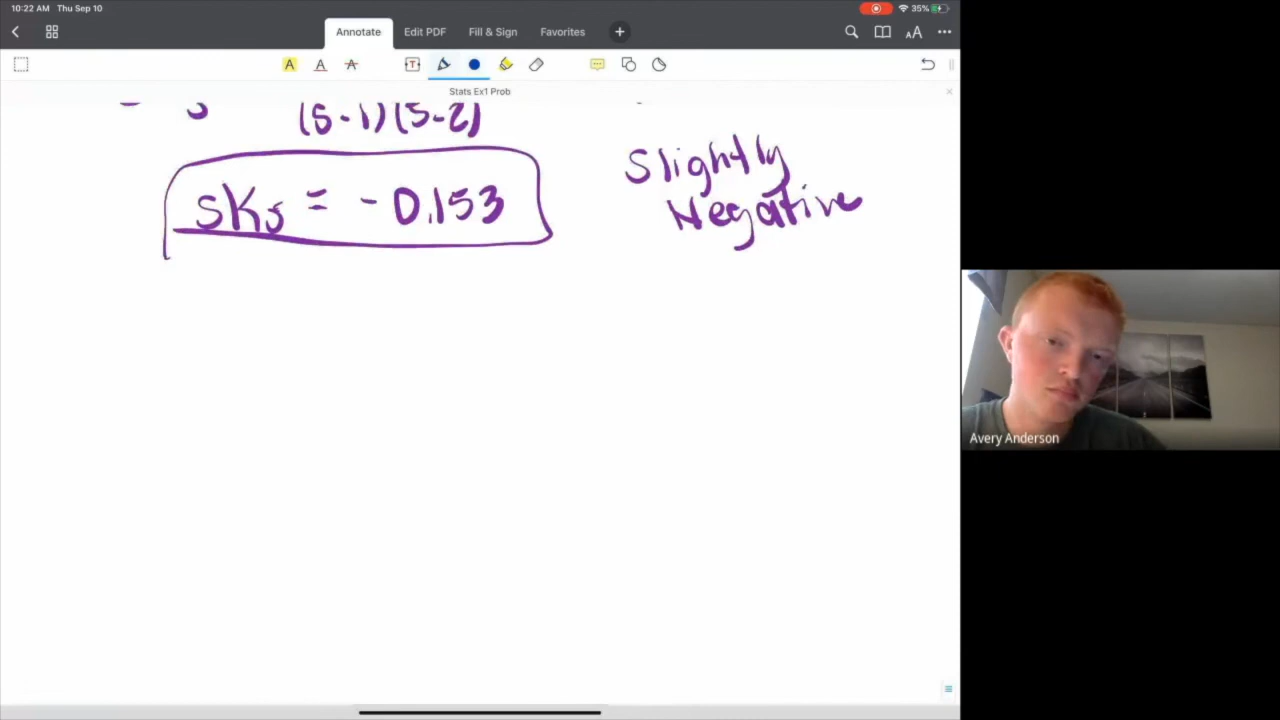 10:22 AM Thu Sep 10
35%
Annotate Edit PDF Fill & Sign Favorites
Stats Ex1 Prob
(5-1)(5-2)
sks = -0.153
Slightly
Negative
Avery Anderson